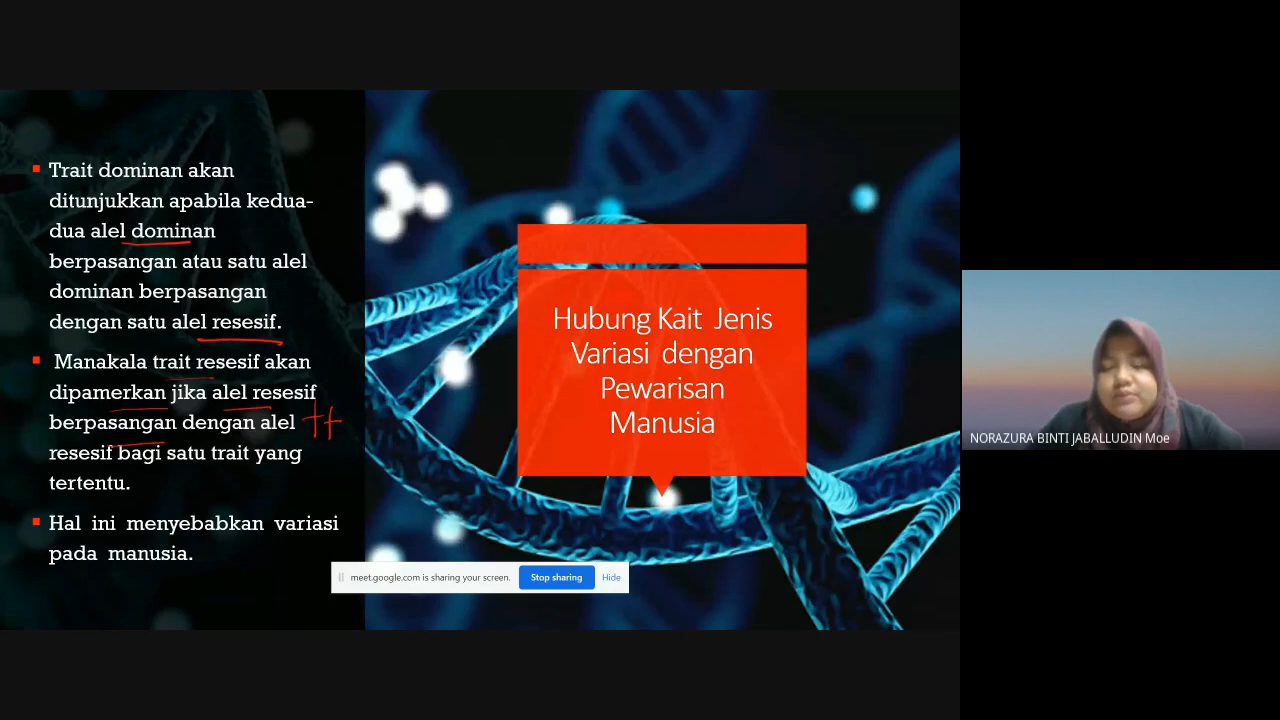 Trait dominan akan
ditunjukkan apabila kedua-
dua alel dominan
berpasangan atau satu alel
dominan berpasangan
dengan satu alel resesif.
Manakala trait resesif akan
dipamerkan jika alel resesif
berpasangan dengan alel tt
resesif bagi satu trait yang
tertentu.
Hal ini menyebabkan variasi
pada manusia.
Hubung Kait Jenis
Variasi dengan
Pewarisan
Manusia
meet.google.com is sharing your screen. Stop sharing Hide
NORAZURA BINTI JABALLUDIN Moe